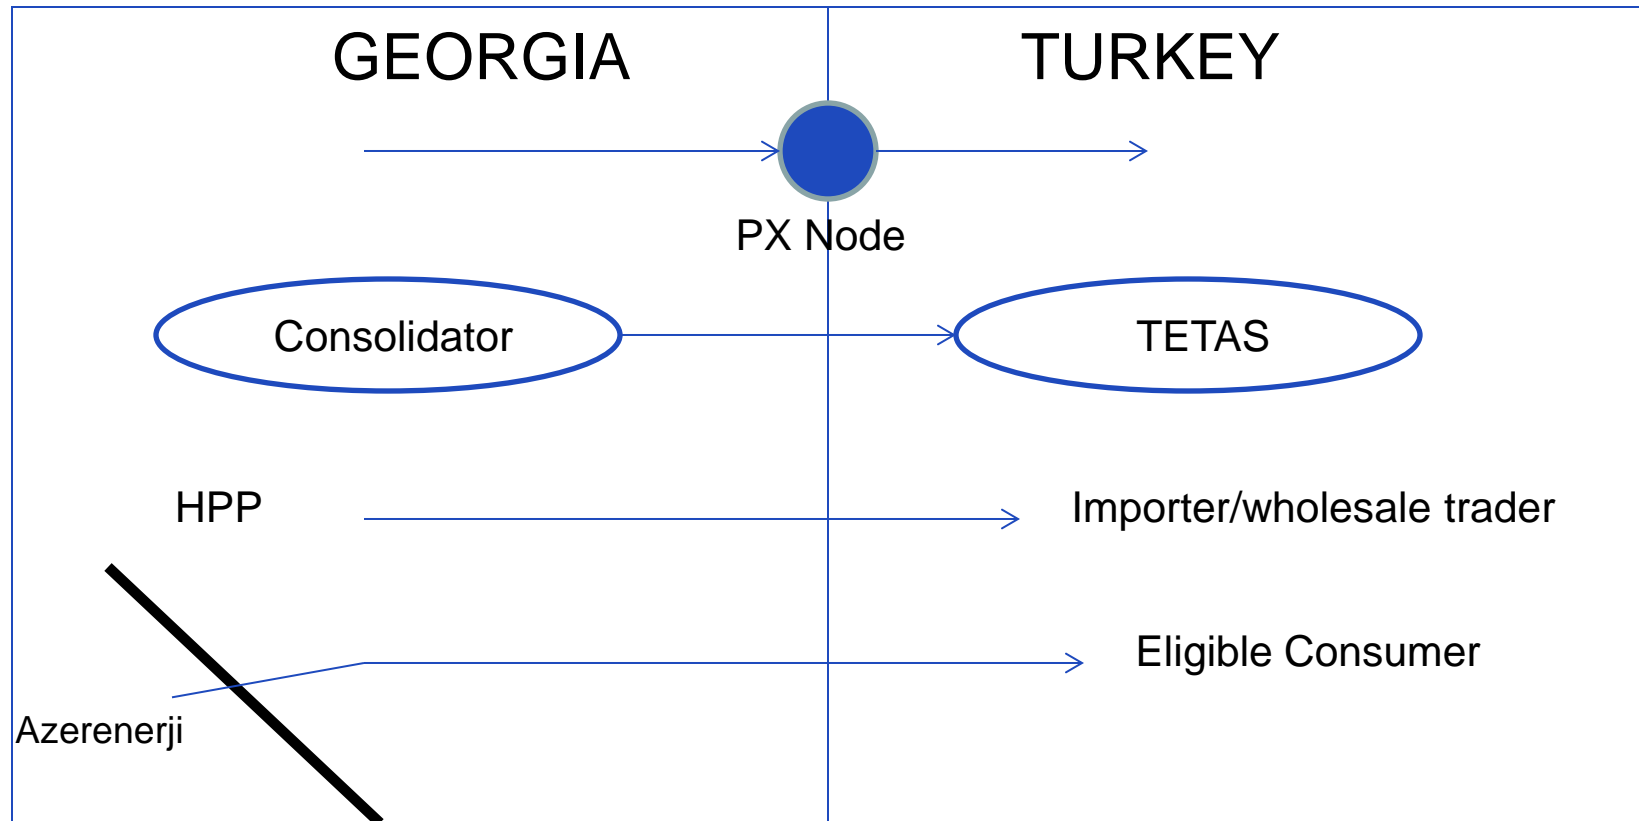 GEORGIA
TURKEY
PX Node
Consolidator
TETAS
HPP
Importer/wholesale trader
Eligible Consumer
Azerenerji